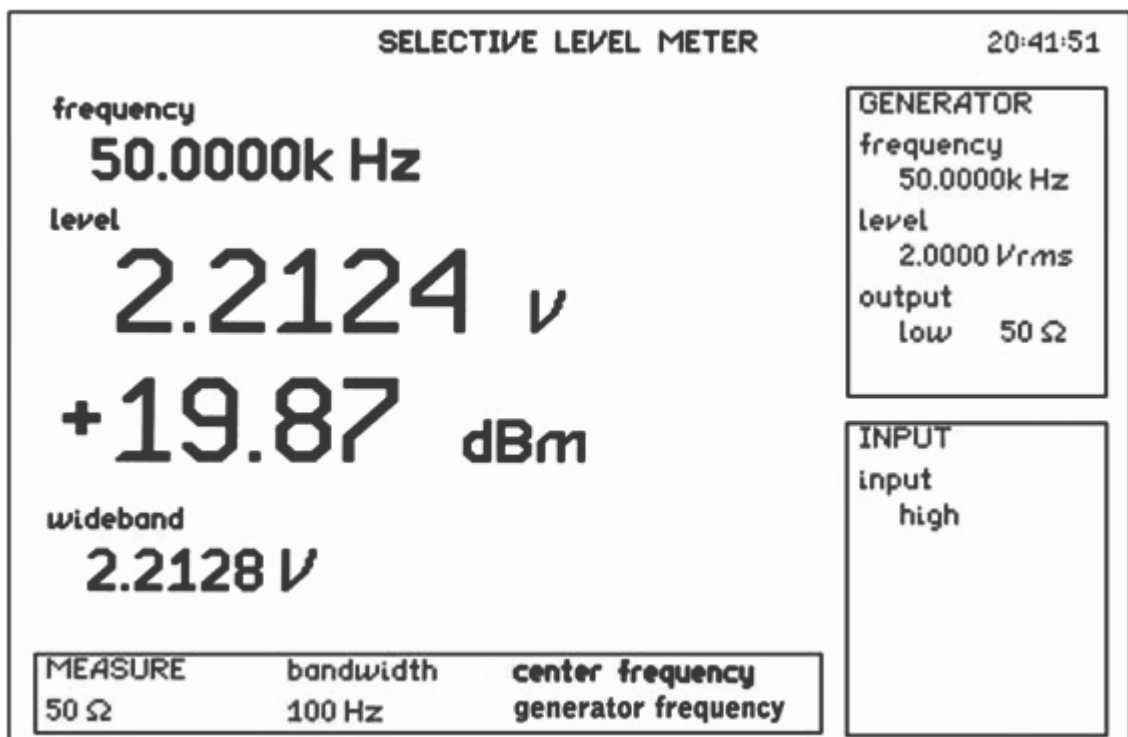 SELECTIVE LEVEL METER 20:41:51
frequency
50.0000k Hz
level
2.2124 V
+19.87 dBm
wideband
2.2128 V
MEASURE bandwidth center frequency
50 Ω 100 Hz generator frequency
GENERATOR
frequency
50.0000k Hz
level
2.0000 Vrms
output
low 50 Ω
INPUT
input
high